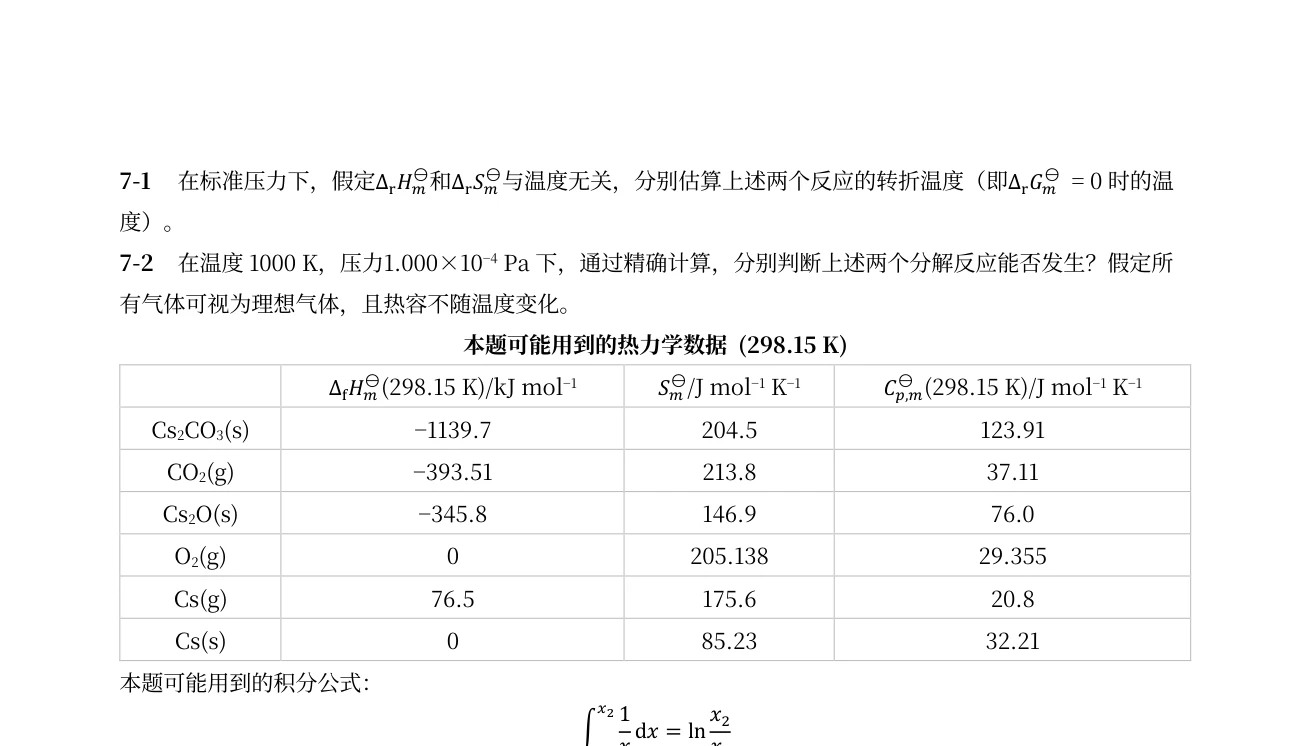 7-1 在标准压力下，假定ΔᵣHₘ⊖和ΔᵣSₘ⊖与温度无关，分别估算上述两个反应的转折温度（即ΔᵣGₘ⊖ = 0 时的温
度）。
7-2 在温度 1000 K，压力1.000×10⁻⁴ Pa 下，通过精确计算，分别判断上述两个分解反应能否发生？假定所
有气体可视为理想气体，且热容不随温度变化。
本题可能用到的热力学数据 (298.15 K)
Δ_fHₘ⊖(298.15 K)/kJ mol⁻¹ Sₘ⊖/J mol⁻¹ K⁻¹ C_{p,m}⊖(298.15 K)/J mol⁻¹ K⁻¹
Cs₂CO₃(s) −1139.7 204.5 123.91
CO₂(g) −393.51 213.8 37.11
Cs₂O(s) −345.8 146.9 76.0
O₂(g) 0 205.138 29.355
Cs(g) 76.5 175.6 20.8
Cs(s) 0 85.23 32.21
本题可能用到的积分公式：
∫ x₂ 1 dx = ln x₂